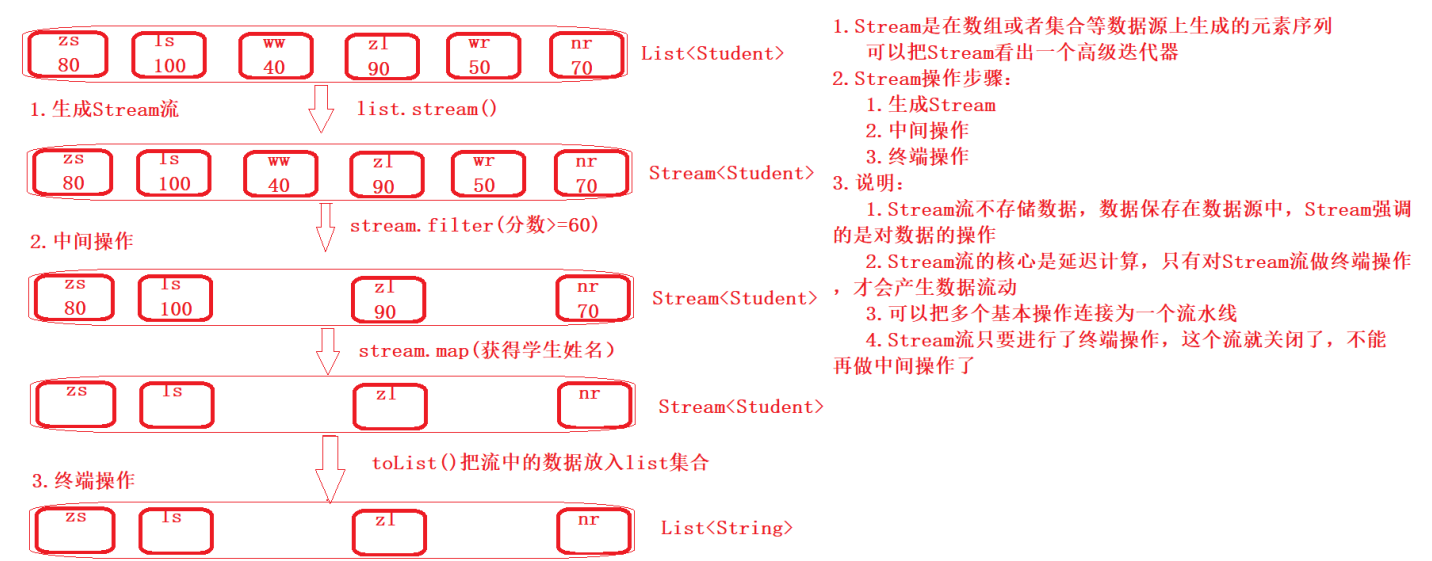 zs ls ww zl wr nr
80 100 40 90 50 70
List<Student>
1.生成Stream流
list.stream()
zs ls ww zl wr nr
80 100 40 90 50 70
Stream<Student>
stream.filter(分数>=60)
2.中间操作
zs ls zl nr
80 100 90 70
Stream<Student>
stream.map(获得学生姓名)
zs ls zl nr
Stream<Student>
toList()把流中的数据放入list集合
3.终端操作
zs ls zl nr
List<String>
1.Stream是在数组或者集合等数据源上生成的元素序列
可以把Stream看出一个高级迭代器
2.Stream操作步骤：
1.生成Stream
2.中间操作
3.终端操作
3.说明：
1.Stream流不存储数据，数据保存在数据源中，Stream强调
的是对数据的操作
2.Stream流的核心是延迟计算，只有对Stream流做终端操作
，才会产生数据流动
3.可以把多个基本操作连接为一个流水线
4.Stream流只要进行了终端操作，这个流就关闭了，不能
再做中间操作了